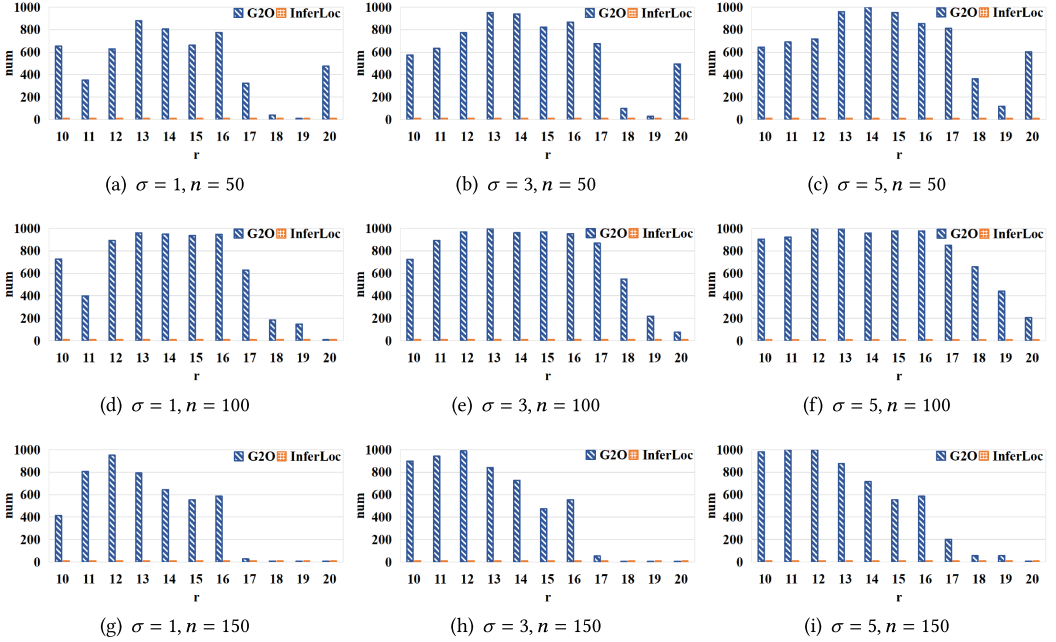 1000
800
600
400
200
0
num
G2O InferLoc
10 11 12 13 14 15 16 17 18 19 20
r
(a) σ = 1, n = 50
1000
800
600
400
200
0
num
G2O InferLoc
10 11 12 13 14 15 16 17 18 19 20
r
(b) σ = 3, n = 50
1000
800
600
400
200
0
num
G2O InferLoc
10 11 12 13 14 15 16 17 18 19 20
r
(c) σ = 5, n = 50
1000
800
600
400
200
0
num
G2O InferLoc
10 11 12 13 14 15 16 17 18 19 20
r
(d) σ = 1, n = 100
1000
800
600
400
200
0
num
G2O InferLoc
10 11 12 13 14 15 16 17 18 19 20
r
(e) σ = 3, n = 100
1000
800
600
400
200
0
num
G2O InferLoc
10 11 12 13 14 15 16 17 18 19 20
r
(f) σ = 5, n = 100
1000
800
600
400
200
0
num
G2O InferLoc
10 11 12 13 14 15 16 17 18 19 20
r
(g) σ = 1, n = 150
1000
800
600
400
200
0
num
G2O InferLoc
10 11 12 13 14 15 16 17 18 19 20
r
(h) σ = 3, n = 150
1000
800
600
400
200
0
num
G2O InferLoc
10 11 12 13 14 15 16 17 18 19 20
r
(i) σ = 5, n = 150